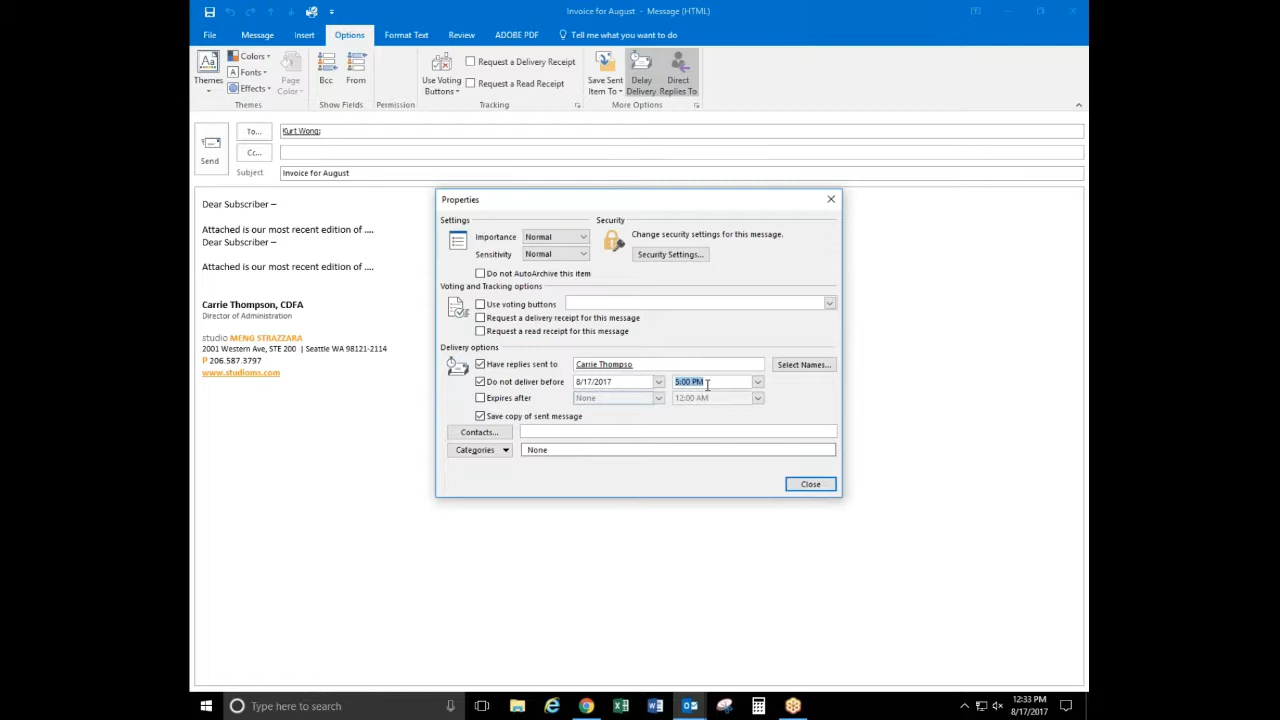 Invoice for August - Message (HTML)
File Message Insert Options Format Text Review ADOBE PDF Tell me what you want to do
Aa Themes
Colors
Fonts
Effects
Page Color
Themes
Bcc From
Show Fields
Permission
Use Voting Buttons
Request a Delivery Receipt
Request a Read Receipt
Tracking
Save Sent Item To
Delay Delivery
Direct Replies To
More Options
Send
To... Kurt Wong;
Cc...
Subject Invoice for August
Dear Subscriber –
Attached is our most recent edition of ....
Dear Subscriber –
Attached is our most recent edition of ....
Carrie Thompson, CDFA
Director of Administration
studio MENG STRAZZARA
2001 Western Ave, STE 200 | Seattle WA 98121-2114
P 206.587.3797
www.studioms.com
Properties
Settings
Importance Normal
Sensitivity Normal
Do not AutoArchive this item
Security
Change security settings for this message.
Security Settings...
Voting and Tracking options
Use voting buttons
Request a delivery receipt for this message
Request a read receipt for this message
Delivery options
Have replies sent to Carrie Thompso Select Names...
Do not deliver before 8/17/2017 5:00 PM
Expires after None 12:00 AM
Save copy of sent message
Contacts...
Categories None
Close
Type here to search
12:33 PM
8/17/2017